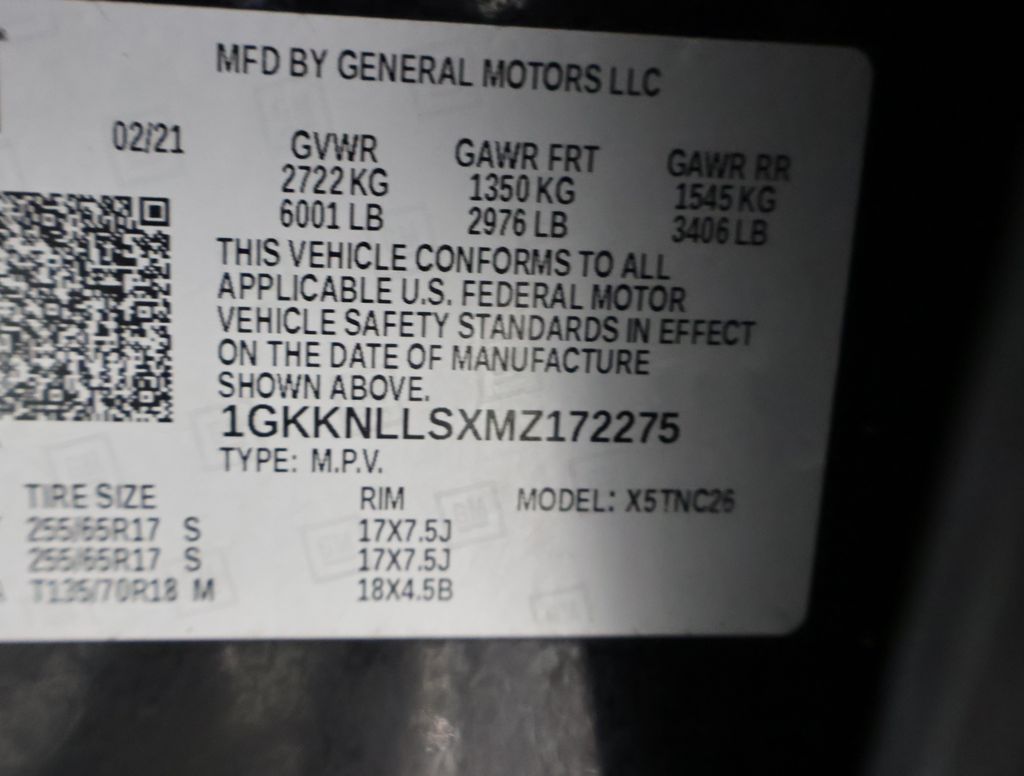 MFD BY GENERAL MOTORS LLC
02/21 GVWR GAWR FRT GAWR RR
2722 KG 1350 KG 1545 KG
6001 LB 2976 LB 3406 LB
THIS VEHICLE CONFORMS TO ALL
APPLICABLE U.S. FEDERAL MOTOR
VEHICLE SAFETY STANDARDS IN EFFECT
ON THE DATE OF MANUFACTURE
SHOWN ABOVE.
1GKKNLLSXMZ172275
TYPE: M.P.V.
TIRE SIZE RIM MODEL: X5TNC26
255/65R17 S 17X7.5J
255/65R17 S 17X7.5J
T135/70R18 M 18X4.5B